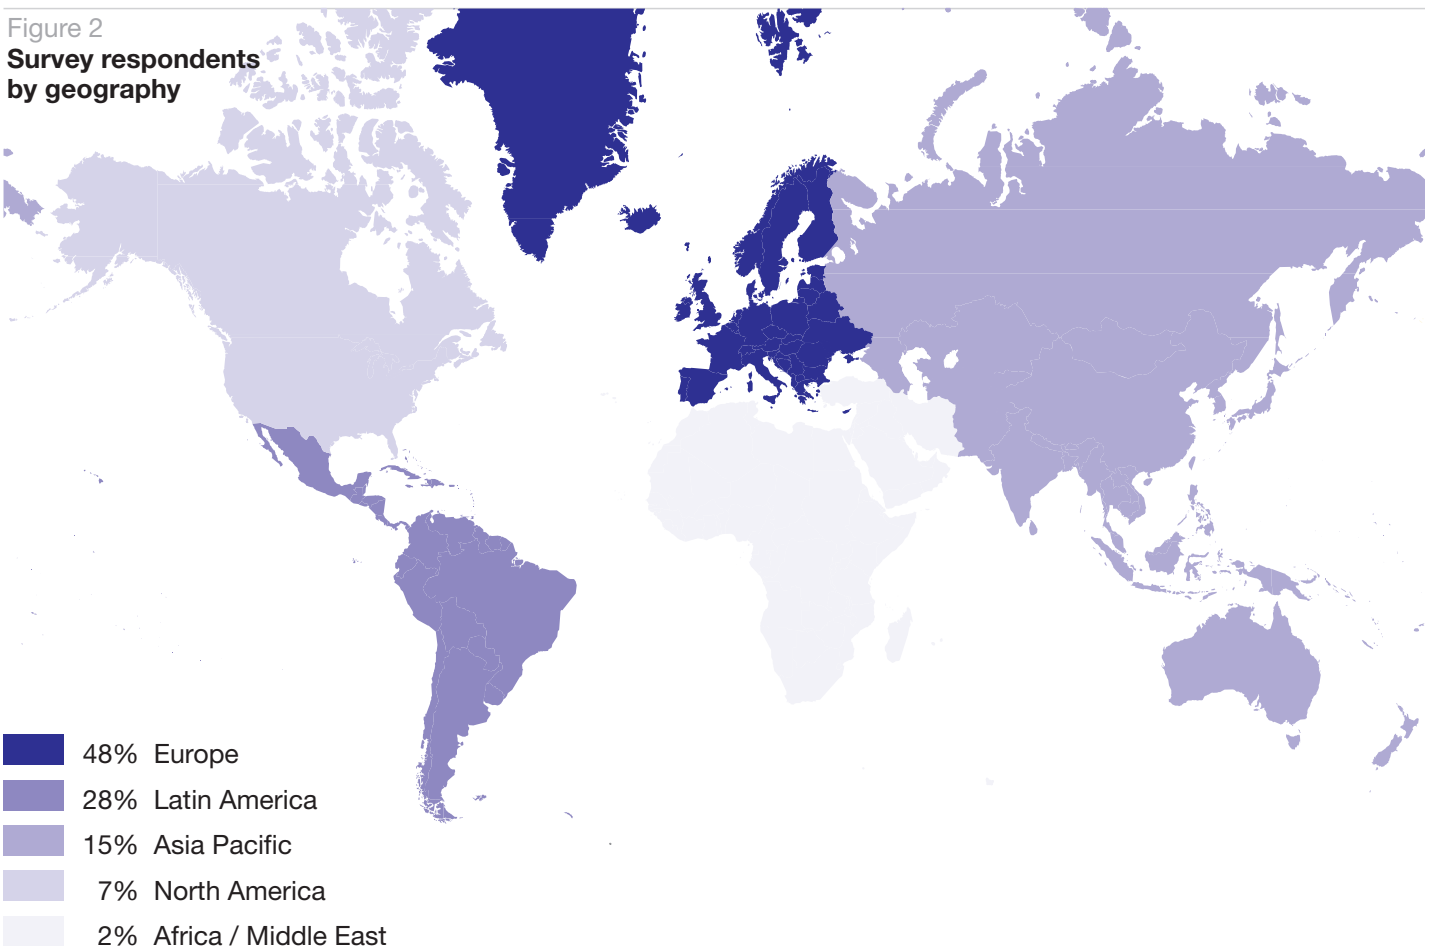 Figure 2
Survey respondents
by geography
48% Europe
28% Latin America
15% Asia Pacific
7% North America
2% Africa / Middle East